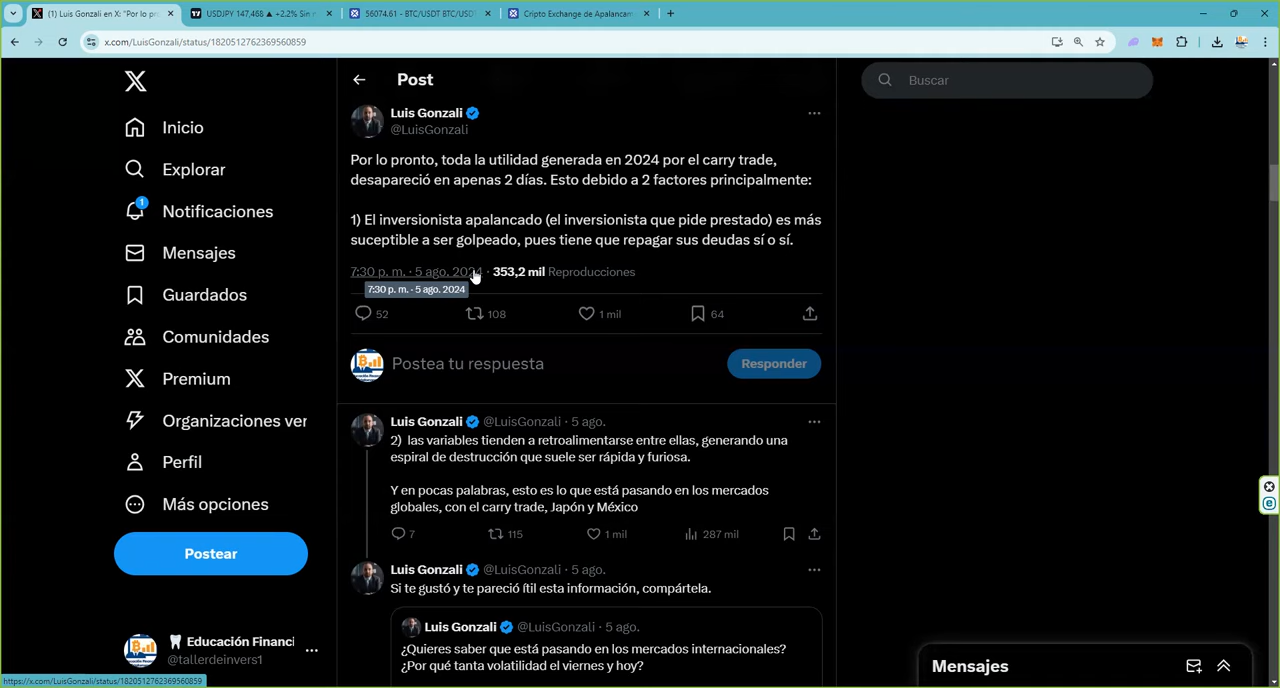 (1) Luis Gonzali en X: "Por lo pr
USDJPY 147,468 ▲ +2.2% Sin n
56074.61 - BTC/USDT BTC/USDT
Cripto Exchange de Apalancam
x.com/LuisGonzali/status/1820512762369560859
Post
Buscar
Inicio
Explorar
1
Notificaciones
Mensajes
Guardados
Comunidades
Premium
Organizaciones ver
Perfil
Más opciones
Postear
Educación Financi
@tallerdeinvers1
Luis Gonzali
@LuisGonzali
Por lo pronto, toda la utilidad generada en 2024 por el carry trade,
desapareció en apenas 2 días. Esto debido a 2 factores principalmente:
1) El inversionista apalancado (el inversionista que pide prestado) es más
suceptible a ser golpeado, pues tiene que repagar sus deudas sí o sí.
7:30 p. m. · 5 ago. 2024 · 353,2 mil Reproducciones
7:30 p. m. · 5 ago. 2024
52 108 1 mil 64
Postea tu respuesta
Responder
Luis Gonzali @LuisGonzali · 5 ago.
2) las variables tienden a retroalimentarse entre ellas, generando una
espiral de destrucción que suele ser rápida y furiosa.
Y en pocas palabras, esto es lo que está pasando en los mercados
globales, con el carry trade, Japón y México
7 115 1 mil 287 mil
Luis Gonzali @LuisGonzali · 5 ago.
Si te gustó y te pareció ítil esta información, compártela.
Luis Gonzali @LuisGonzali · 5 ago.
¿Quieres saber que está pasando en los mercados internacionales?
¿Por qué tanta volatilidad el viernes y hoy?
Mensajes
https://x.com/LuisGonzali/status/1820512762369560859